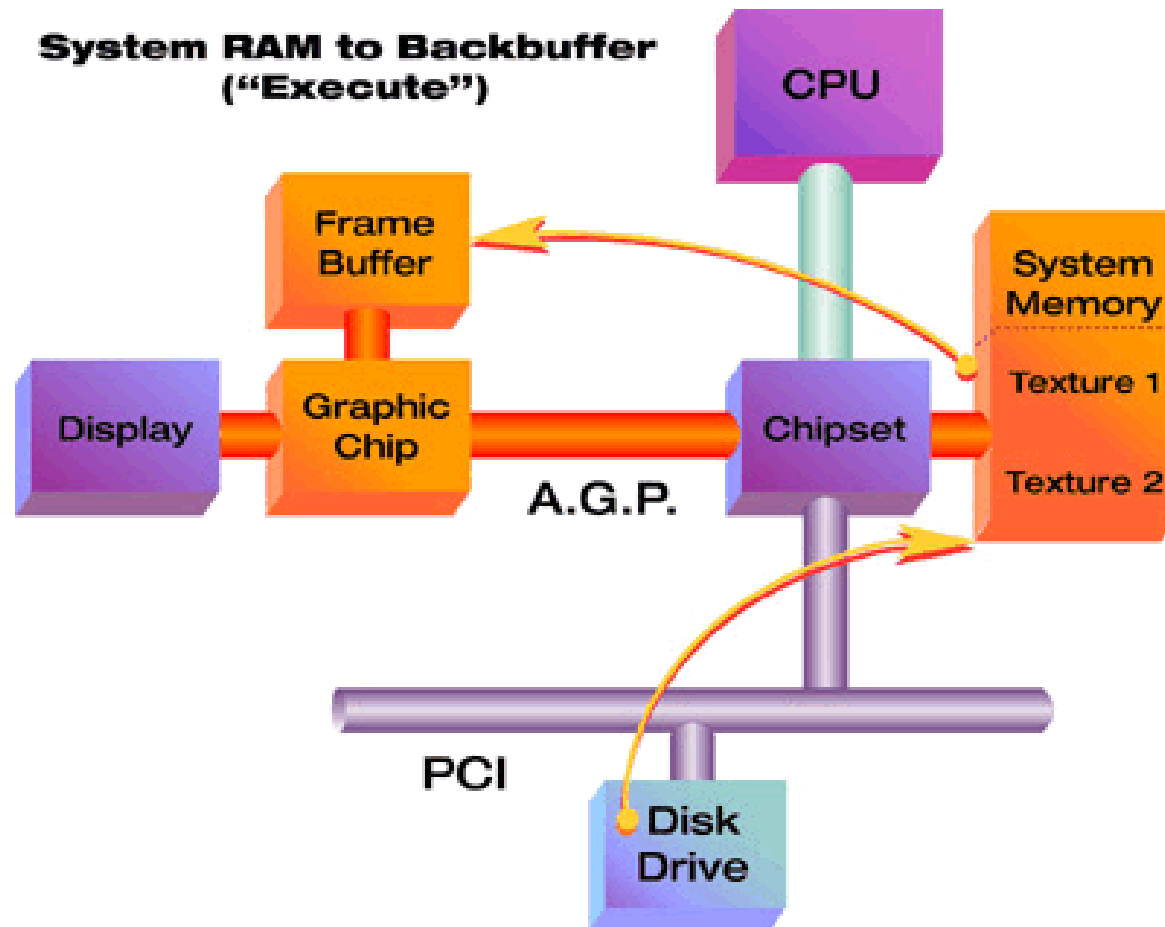 System RAM to Backbuffer
(“Execute”)
CPU
Frame
Buffer
System
Memory
Texture 1
Display
Graphic
Chip
Chipset
Texture 2
A.G.P.
PCI
Disk
Drive